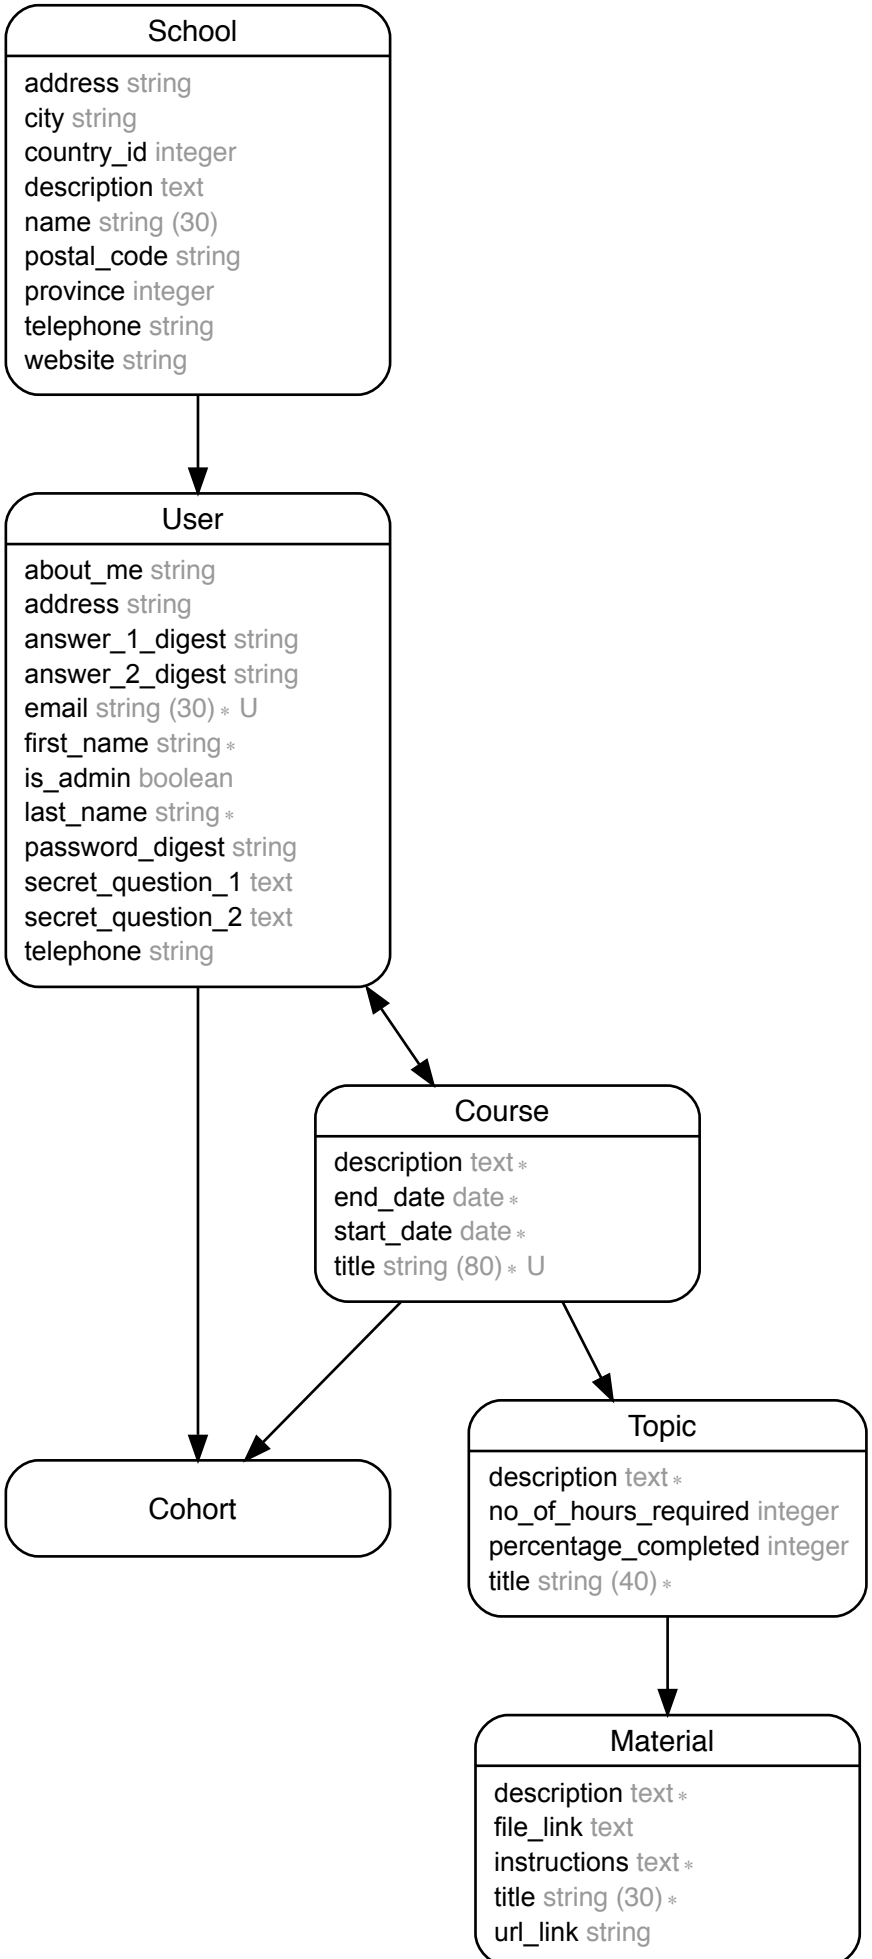 School
address string
city string
country_id integer
description text
name string (30)
postal_code string
province integer
telephone string
website string
User
about_me string
address string
answer_1_digest string
answer_2_digest string
email string (30) * U
first_name string *
is_admin boolean
last_name string *
password_digest string
secret_question_1 text
secret_question_2 text
telephone string
Course
description text *
end_date date *
start_date date *
title string (80) * U
Cohort
Topic
description text *
no_of_hours_required integer
percentage_completed integer
title string (40) *
Material
description text *
file_link text
instructions text *
title string (30) *
url_link string